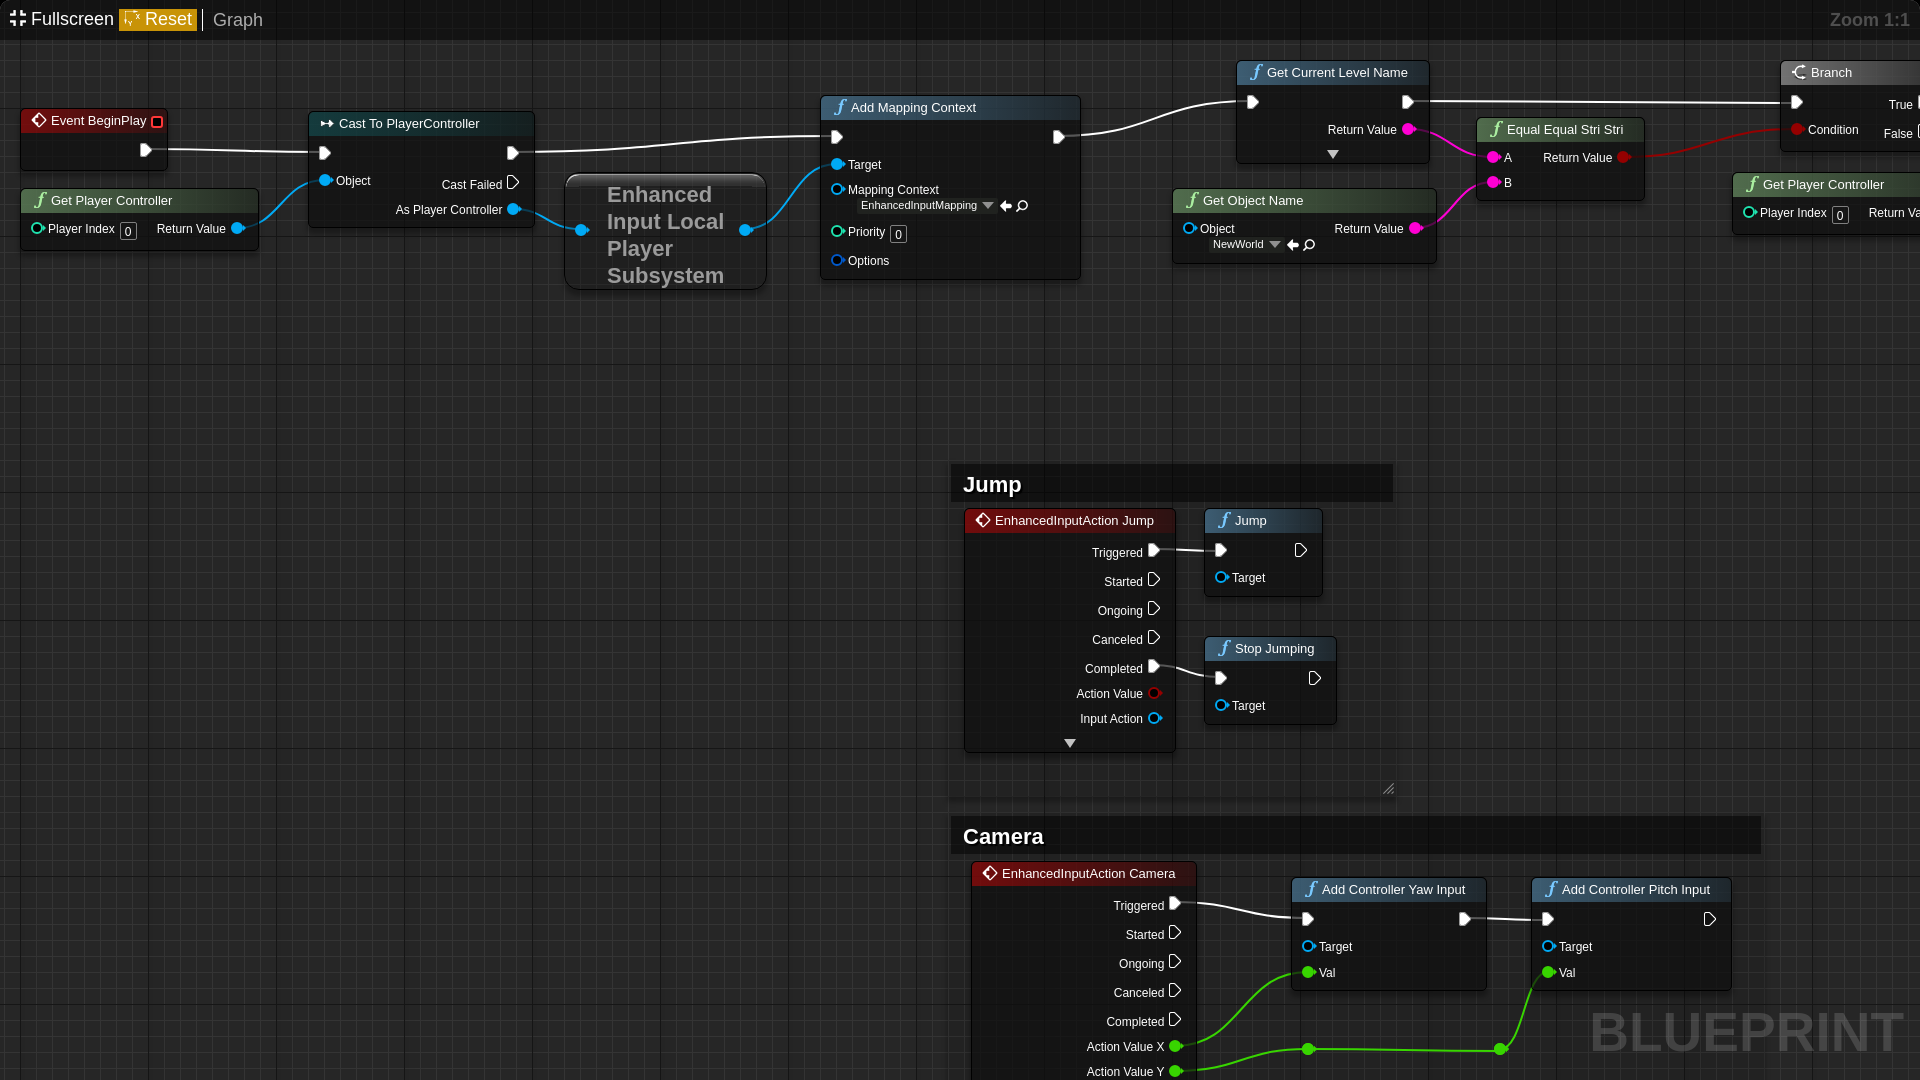 Fullscreen Reset Graph Zoom 1:1
Event BeginPlay
Get Player Controller
Player Index 0 Return Value
Cast To PlayerController
Object
Cast Failed
As Player Controller
Enhanced
Input Local
Player
Subsystem
Add Mapping Context
Target
Mapping Context
EnhancedInputMapping
Priority 0
Options
Get Current Level Name
Return Value
Get Object Name
Object Return Value
NewWorld
Equal Equal Stri Stri
A Return Value
B
Branch
True
Condition False
Get Player Controller
Player Index 0 Return Va
Jump
EnhancedInputAction Jump
Triggered
Started
Ongoing
Canceled
Completed
Action Value
Input Action
Jump
Target
Stop Jumping
Target
Camera
EnhancedInputAction Camera
Triggered
Started
Ongoing
Canceled
Completed
Action Value X
Action Value Y
Add Controller Yaw Input
Target
Val
Add Controller Pitch Input
Target
Val
BLUEPRINT